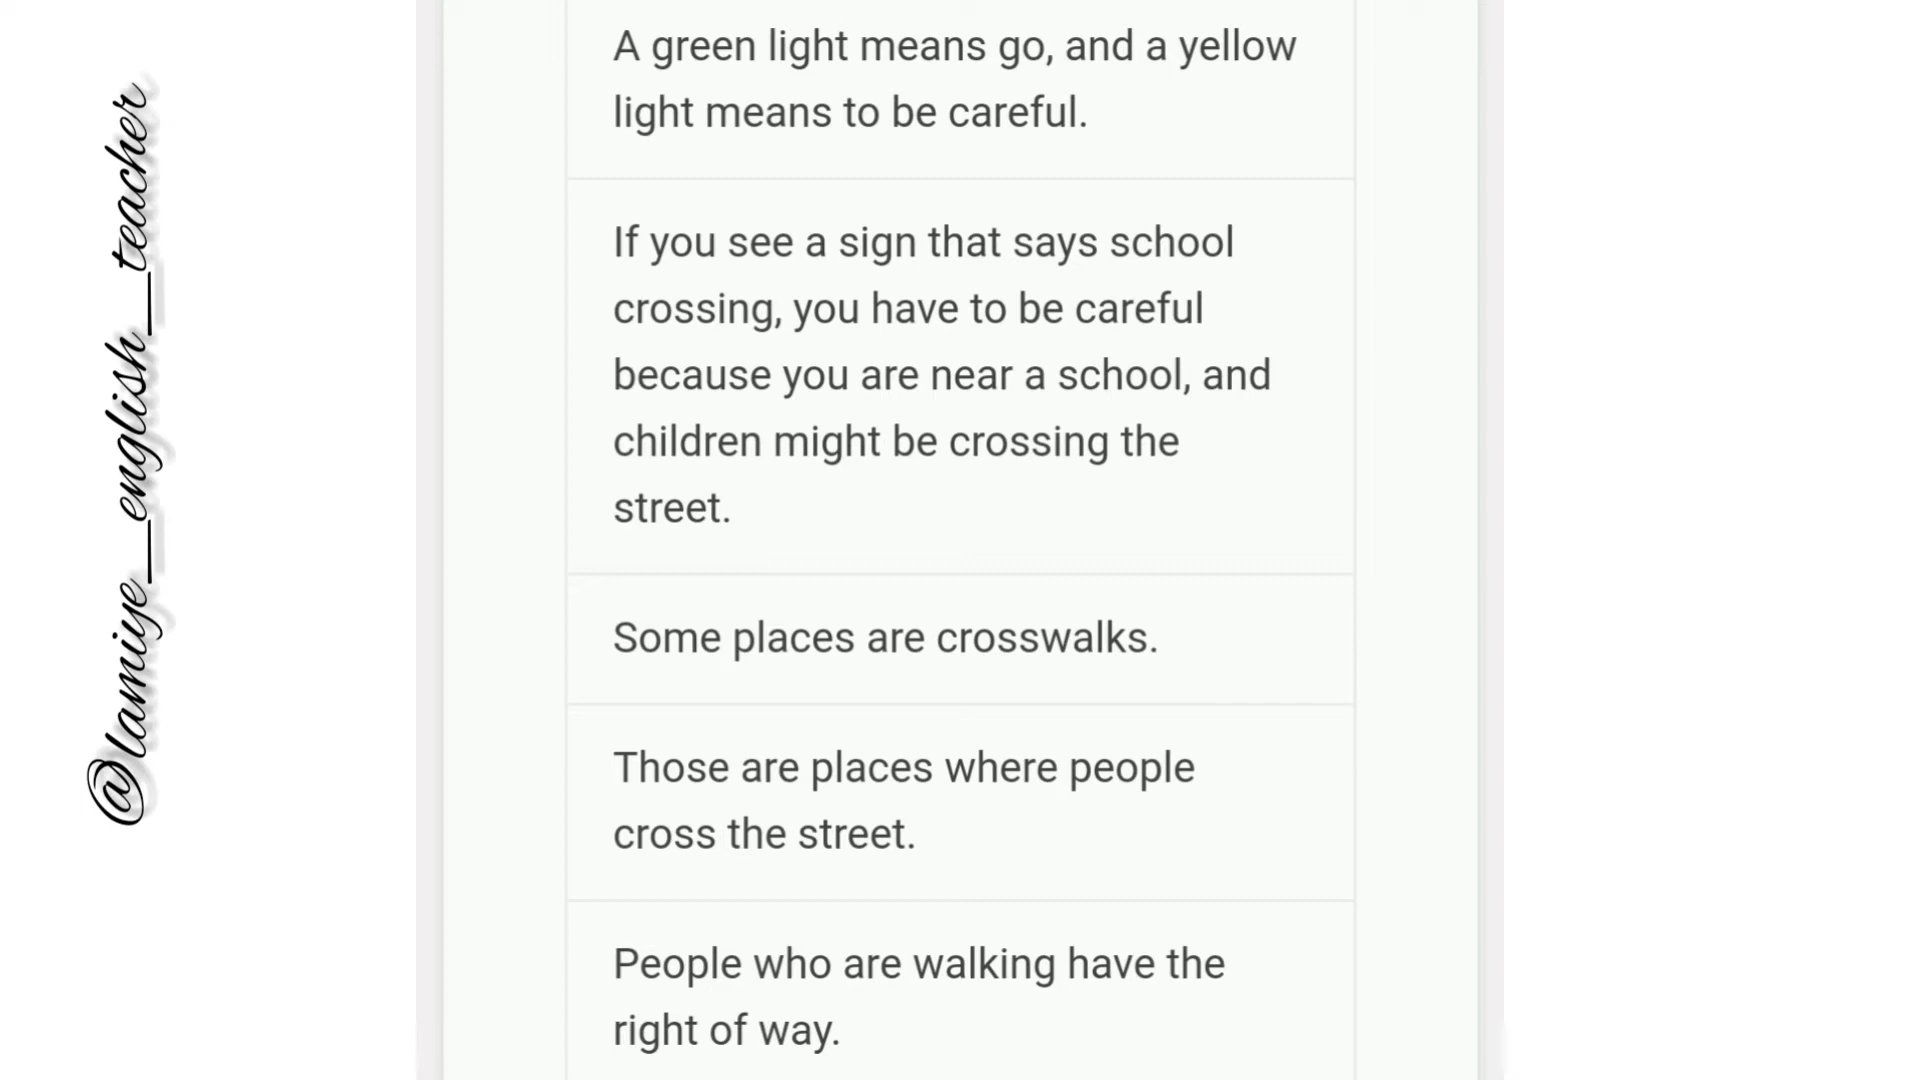 @lamiye_english_teacher
A green light means go, and a yellow
light means to be careful.
If you see a sign that says school
crossing, you have to be careful
because you are near a school, and
children might be crossing the
street.
Some places are crosswalks.
Those are places where people
cross the street.
People who are walking have the
right of way.